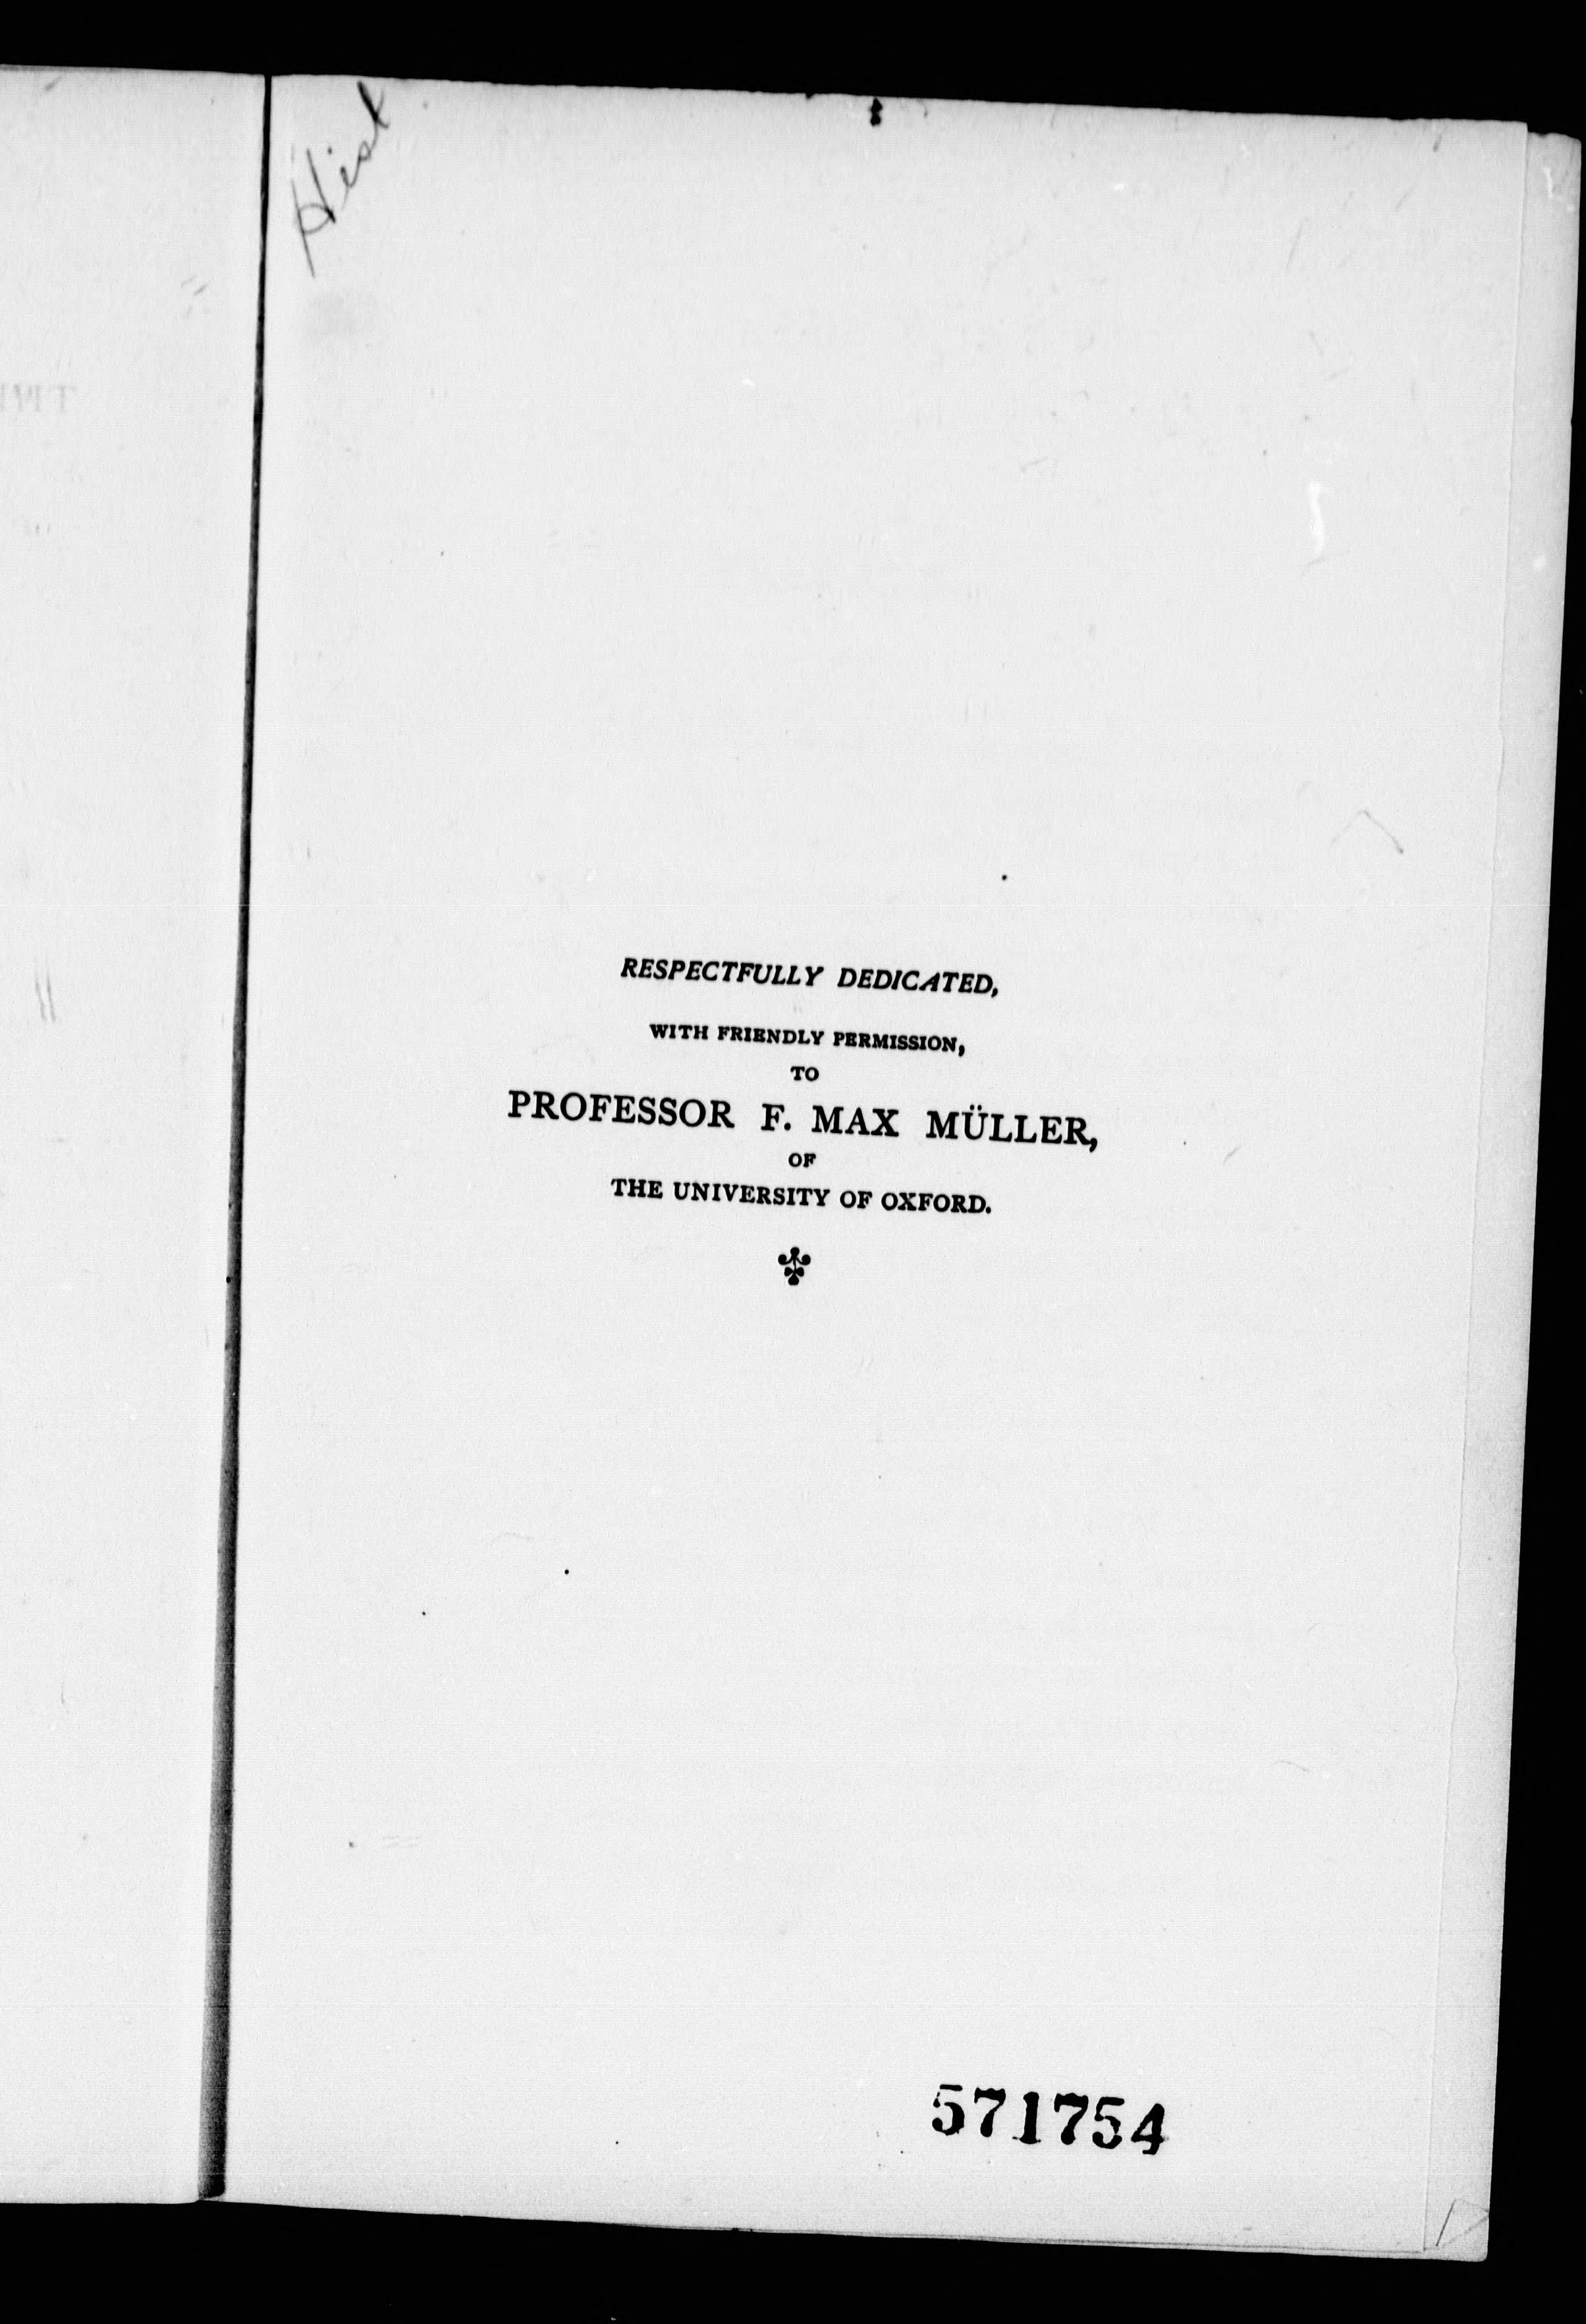 Hist
RESPECTFULLY DEDICATED,
WITH FRIENDLY PERMISSION,
TO
PROFESSOR F. MAX MÜLLER,
OF
THE UNIVERSITY OF OXFORD.
571754